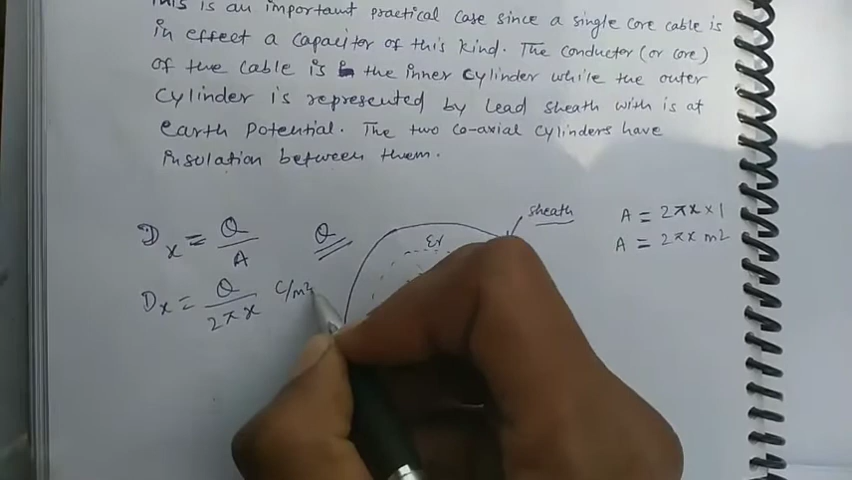 This is an important practical case since a single core cable is
in effect a capacitor of this kind. The conductor (or core)
of the cable is the inner cylinder while the outer
cylinder is represented by lead sheath with is at
earth potential. The two co-axial cylinders have
insulation between them.
Dx = Q/A
Q
Dx = Q/2πx C/m2
sheath
Er
A = 2πx×1
A = 2πx m2